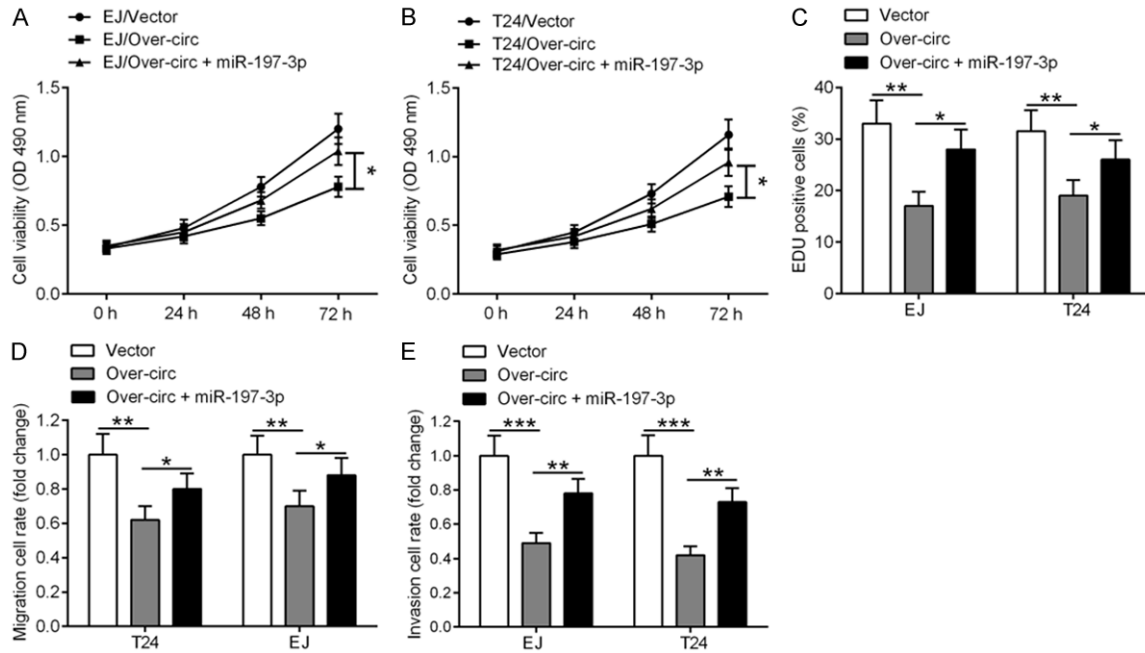 A
EJ/Vector
EJ/Over-circ
EJ/Over-circ + miR-197-3p
Cell viability (OD 490 nm)
1.5
1.0
0.5
0.0
*
0 h 24 h 48 h 72 h
B
T24/Vector
T24/Over-circ
T24/Over-circ + miR-197-3p
Cell viability (OD 490 nm)
1.5
1.0
0.5
0.0
*
0 h 24 h 48 h 72 h
C
Vector
Over-circ
Over-circ + miR-197-3p
EDU positive cells (%)
40
30
20
10
0
** * ** *
EJ T24
D
Vector
Over-circ
Over-circ + miR-197-3p
Migration cell rate (fold change)
1.2
1.0
0.8
0.6
0.4
0.2
0.0
** * ** *
T24 EJ
E
Vector
Over-circ
Over-circ + miR-197-3p
Invasion cell rate (fold change)
1.2
1.0
0.8
0.6
0.4
0.2
0.0
*** ** *** **
EJ T24